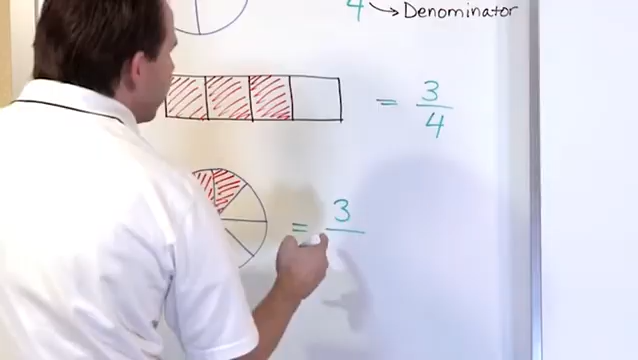 4 Denominator
= 3/4
= 3